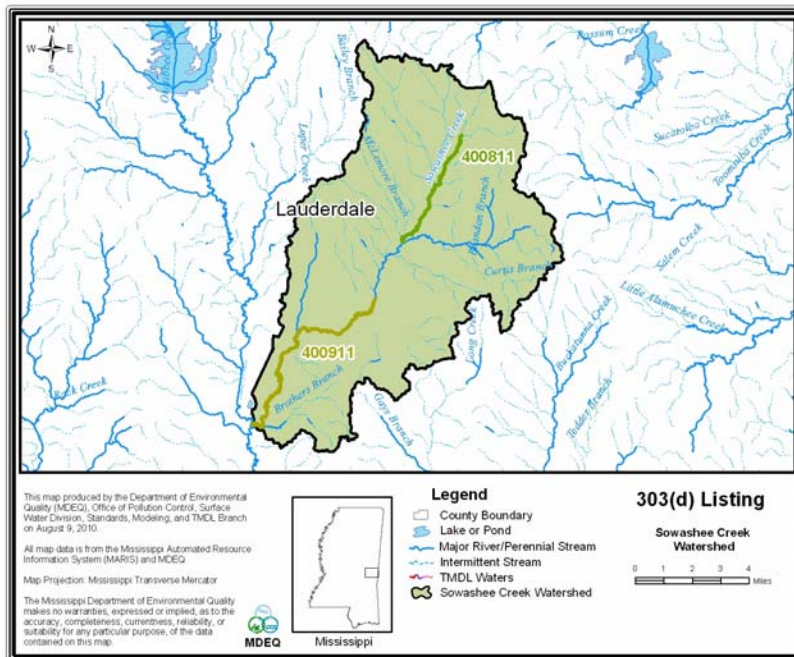 N
W E
S
Okatibbee Creek
Bailey Branch
Possum Creek
Loper Creek
McLemore Branch
Sowashee Creek
400811
Sucatolba Creek
Toomsuba Creek
Lauderdale
Brandon Branch
Curtis Branch
Salem Creek
Little Alamuchee Creek
Long Creek
Buckatunna Creek
400911
Rock Creek
Brothers Branch
Gays Branch
Tedder Branch
This map produced by the Department of Environmental
Quality (MDEQ), Office of Pollution Control, Surface
Water Division, Standards, Modeling, and TMDL Branch
on August 9, 2010.
All map data is from the Mississippi Automated Resource
Information System (MARIS) and MDEQ
Map Projection: Mississippi Transverse Mercator
The Mississippi Department of Environmental Quality
makes no warranties, expressed or implied, as to the
accuracy, completeness, currentness, reliability, or
suitability for any particular purpose, of the data
contained on this map.
MDEQ
Mississippi
Legend
County Boundary
Lake or Pond
Major River/Perennial Stream
Intermittent Stream
TMDL Waters
Sowashee Creek Watershed
303(d) Listing
Sowashee Creek
Watershed
0 1 2 3 4
Miles